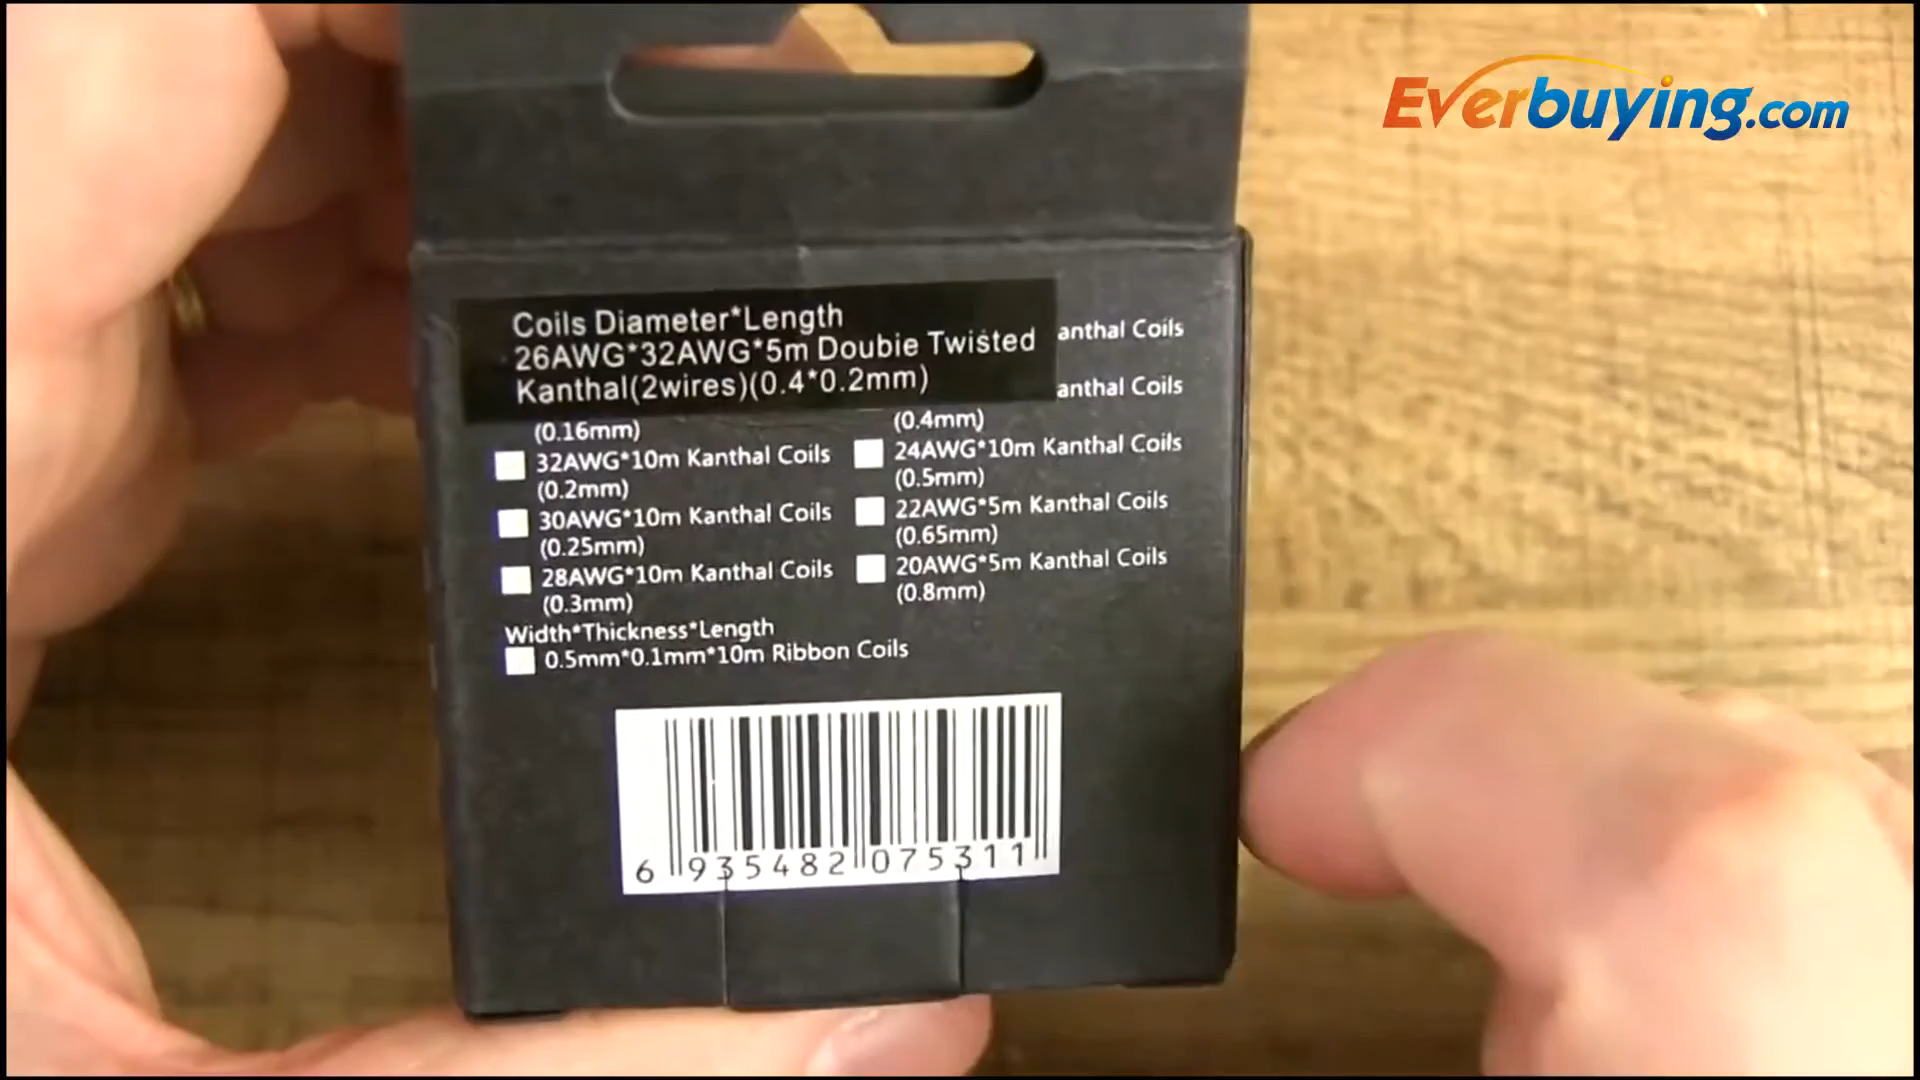 Everbuying.com
Coils Diameter*Length
26AWG*32AWG*5m Doubie Twisted
Kanthal(2wires)(0.4*0.2mm)
anthal Coils
anthal Coils
(0.16mm)
32AWG*10m Kanthal Coils
(0.2mm)
30AWG*10m Kanthal Coils
(0.25mm)
28AWG*10m Kanthal Coils
(0.3mm)
(0.4mm)
24AWG*10m Kanthal Coils
(0.5mm)
22AWG*5m Kanthal Coils
(0.65mm)
20AWG*5m Kanthal Coils
(0.8mm)
Width*Thickness*Length
0.5mm*0.1mm*10m Ribbon Coils
6 935482 075311